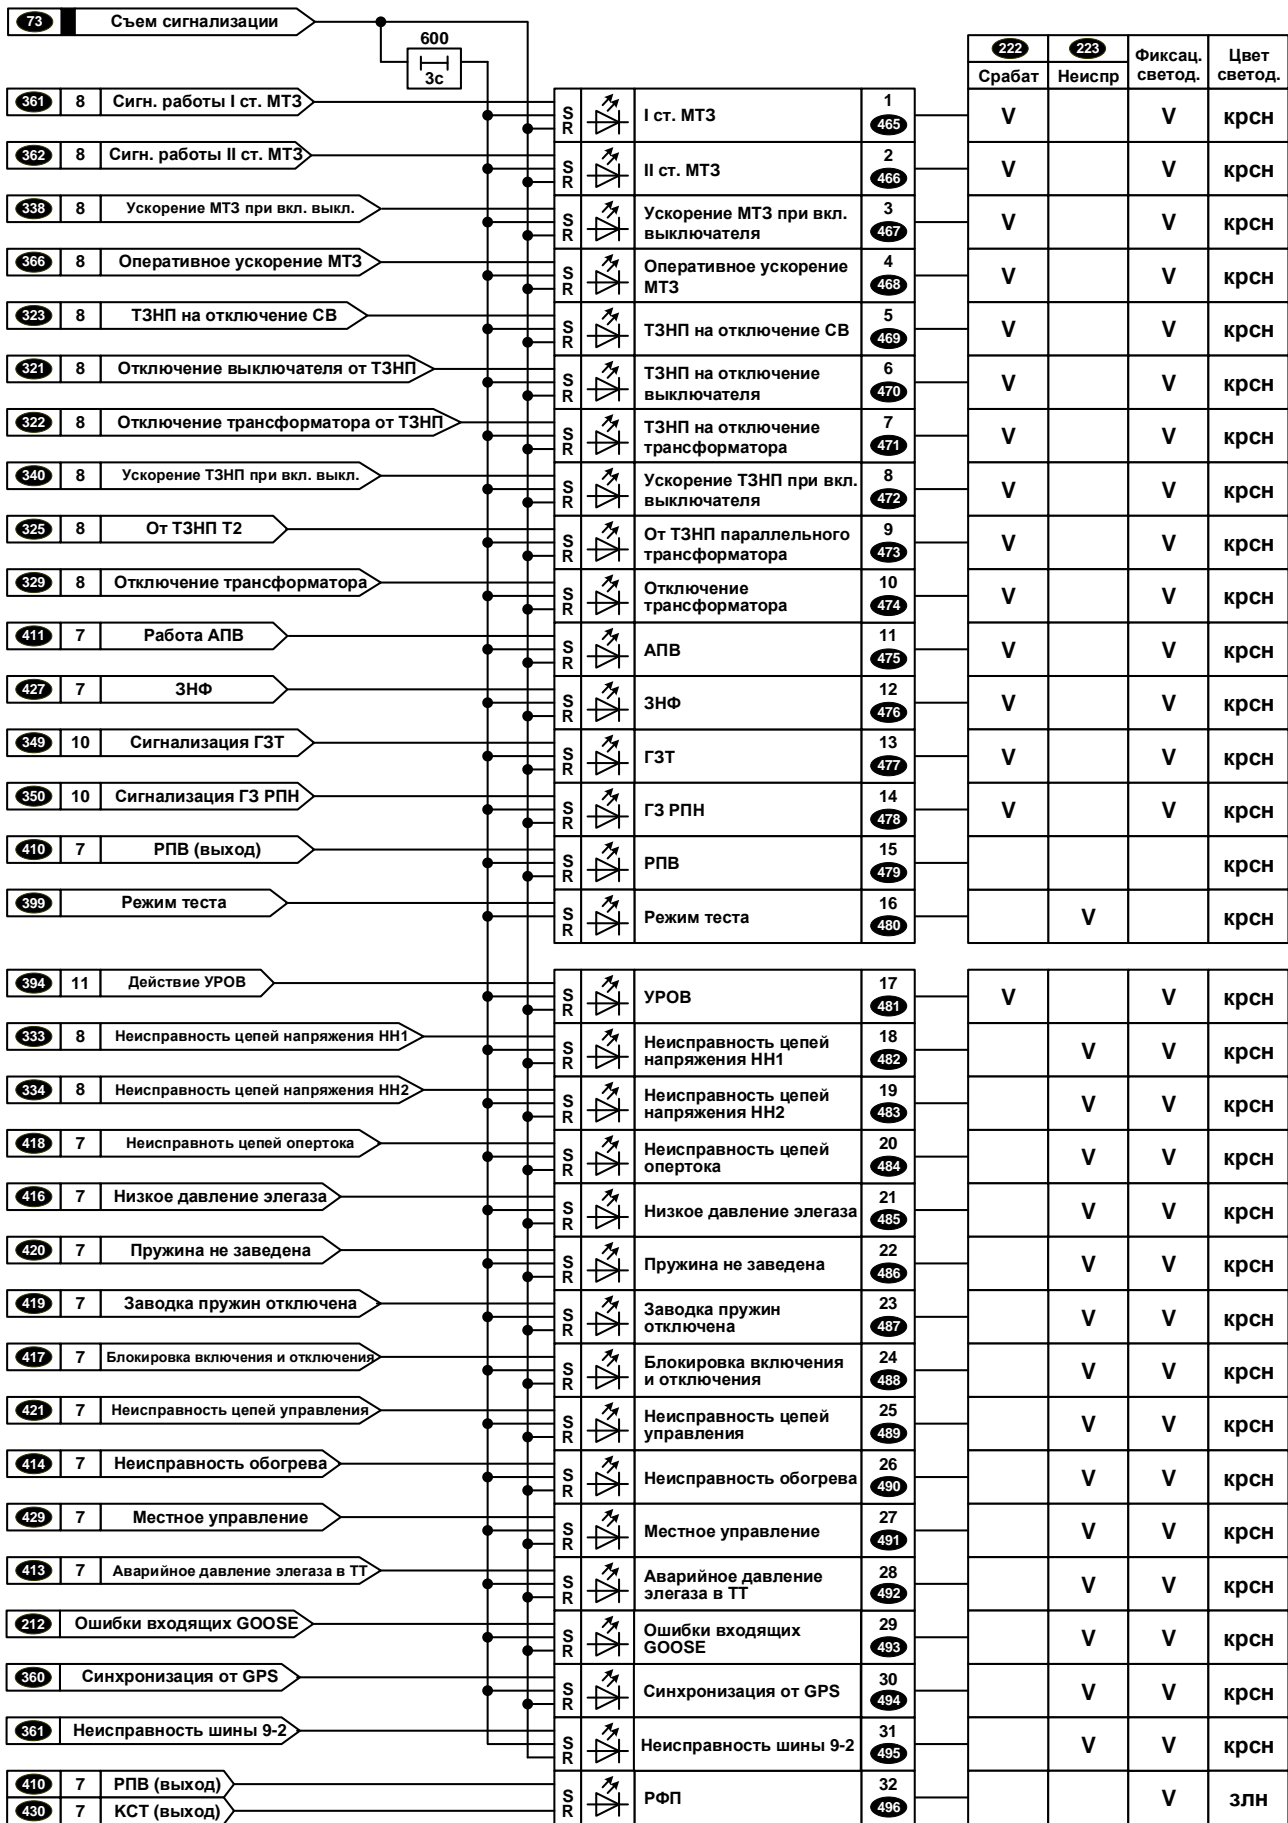 73 Съем сигнализации
600
3с
222 223 Фиксац. светод. Цвет светод.
Срабат Неиспр
361 8 Сигн. работы I ст. МТЗ S R I ст. МТЗ 1 465 V V крсн
362 8 Сигн. работы II ст. МТЗ S R II ст. МТЗ 2 466 V V крсн
338 8 Ускорение МТЗ при вкл. выкл. S R Ускорение МТЗ при вкл. выключателя 3 467 V V крсн
366 8 Оперативное ускорение МТЗ S R Оперативное ускорение МТЗ 4 468 V V крсн
323 8 ТЗНП на отключение СВ S R ТЗНП на отключение СВ 5 469 V V крсн
321 8 Отключение выключателя от ТЗНП S R ТЗНП на отключение выключателя 6 470 V V крсн
322 8 Отключение трансформатора от ТЗНП S R ТЗНП на отключение трансформатора 7 471 V V крсн
340 8 Ускорение ТЗНП при вкл. выкл. S R Ускорение ТЗНП при вкл. выключателя 8 472 V V крсн
325 8 От ТЗНП Т2 S R От ТЗНП параллельного трансформатора 9 473 V V крсн
329 8 Отключение трансформатора S R Отключение трансформатора 10 474 V V крсн
411 7 Работа АПВ S R АПВ 11 475 V V крсн
427 7 ЗНФ S R ЗНФ 12 476 V V крсн
349 10 Сигнализация ГЗТ S R ГЗТ 13 477 V V крсн
350 10 Сигнализация ГЗ РПН S R ГЗ РПН 14 478 V V крсн
410 7 РПВ (выход) S R РПВ 15 479 крсн
399 Режим теста S R Режим теста 16 480 V крсн
394 11 Действие УРОВ S R УРОВ 17 481 V V крсн
333 8 Неисправность цепей напряжения НН1 S R Неисправность цепей напряжения НН1 18 482 V V крсн
334 8 Неисправность цепей напряжения НН2 S R Неисправность цепей напряжения НН2 19 483 V V крсн
418 7 Неисправноть цепей опертока S R Неисправность цепей опертока 20 484 V V крсн
416 7 Низкое давление элегаза S R Низкое давление элегаза 21 485 V V крсн
420 7 Пружина не заведена S R Пружина не заведена 22 486 V V крсн
419 7 Заводка пружин отключена S R Заводка пружин отключена 23 487 V V крсн
417 7 Блокировка включения и отключения S R Блокировка включения и отключения 24 488 V V крсн
421 7 Неисправность цепей управления S R Неисправность цепей управления 25 489 V V крсн
414 7 Неисправность обогрева S R Неисправность обогрева 26 490 V V крсн
429 7 Местное управление S R Местное управление 27 491 V V крсн
413 7 Аварийное давление элегаза в ТТ S R Аварийное давление элегаза в ТТ 28 492 V V крсн
212 Ошибки входящих GOOSE S R Ошибки входящих GOOSE 29 493 V V крсн
360 Синхронизация от GPS S R Синхронизация от GPS 30 494 V V крсн
361 Неисправность шины 9-2 S R Неисправность шины 9-2 31 495 V V крсн
410 7 РПВ (выход) S R РФП 32 496 V злн
430 7 КСТ (выход)